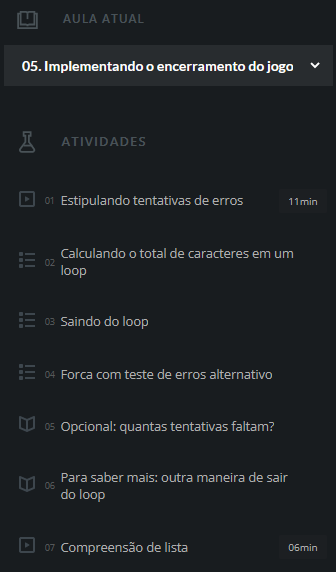 AULA ATUAL
05. Implementando o encerramento do jogo
ATIVIDADES
01 Estipulando tentativas de erros 11min
02 Calculando o total de caracteres em um
loop
03 Saindo do loop
04 Forca com teste de erros alternativo
05 Opcional: quantas tentativas faltam?
06 Para saber mais: outra maneira de sair
do loop
07 Compreensão de lista 06min